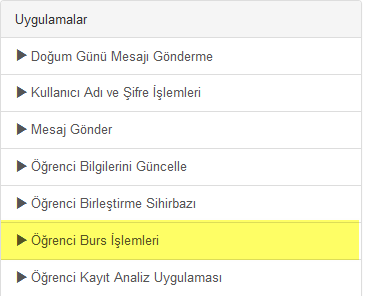 Uygulamalar
Doğum Günü Mesajı Gönderme
Kullanıcı Adı ve Şifre İşlemleri
Mesaj Gönder
Öğrenci Bilgilerini Güncelle
Öğrenci Birleştirme Sihirbazı
Öğrenci Burs İşlemleri
Öğrenci Kayıt Analiz Uygulaması